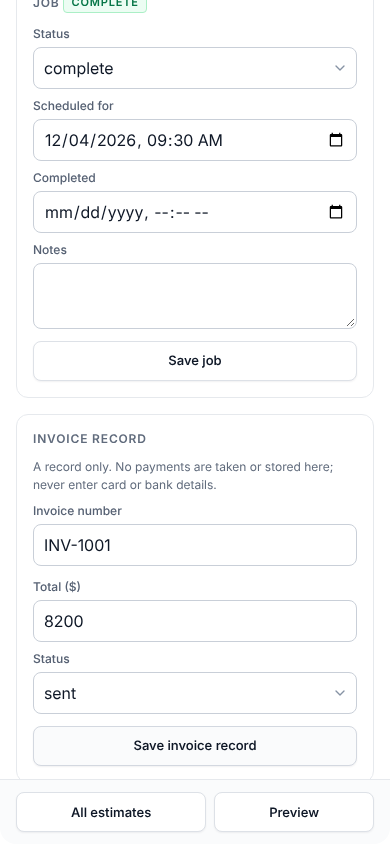 JOB COMPLETE
Status
complete
Scheduled for
12/04/2026, 09:30 AM
Completed
mm/dd/yyyy, --:-- --
Notes
Save job
INVOICE RECORD
A record only. No payments are taken or stored here;
never enter card or bank details.
Invoice number
INV-1001
Total ($)
8200
Status
sent
Save invoice record
All estimates
Preview